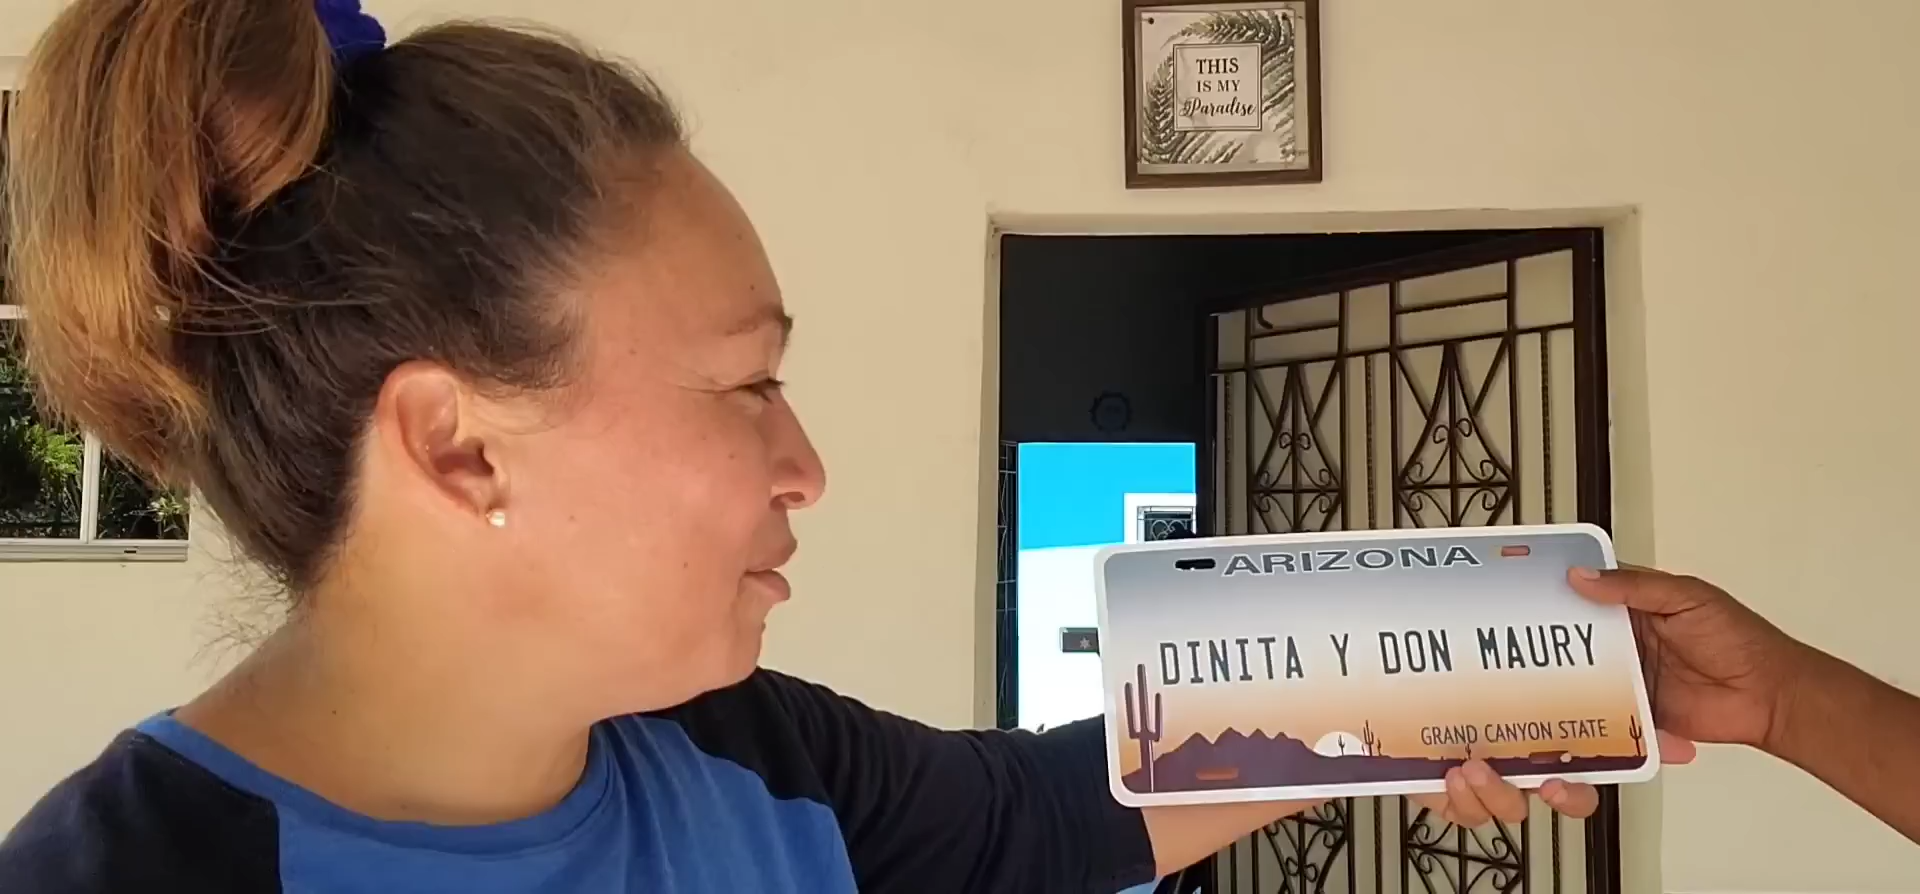 THIS
IS MY
Paradise
ARIZONA
DINITA Y DON MAURY
GRAND CANYON STATE